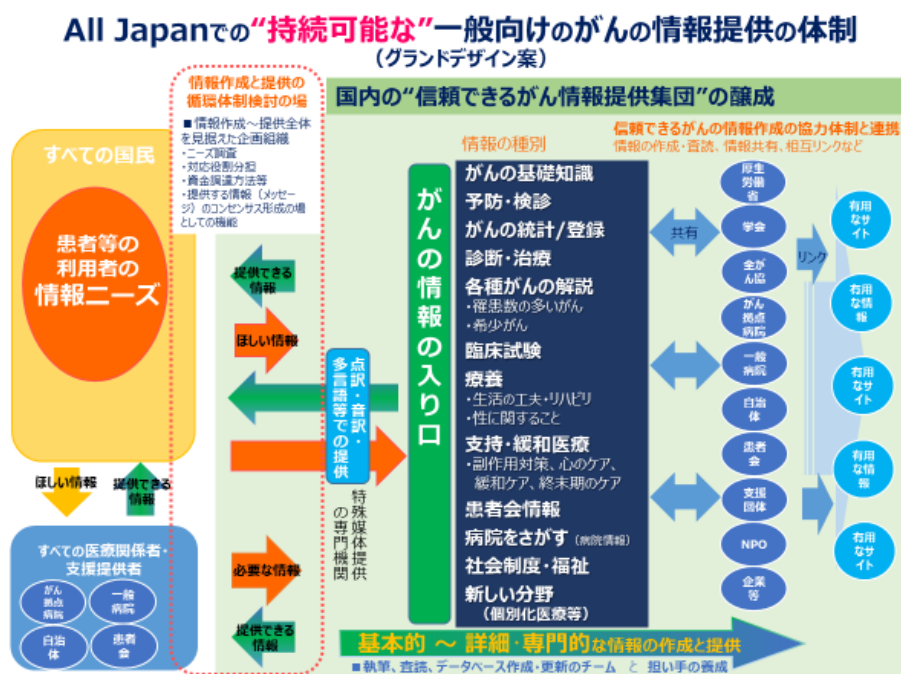 All Japanでの“持続可能な”一般向けのがんの情報提供の体制
（グランドデザイン案）
情報作成と提供の
循環体制検討の場
■情報作成～提供全体
を見据えた企画組織
・ニーズ調査
・対応役割分担
・資金調達方法等
・提供する情報（メッセー
ジ）のコンセンサス形成の場
としての機能
国内の“信頼できるがん情報提供集団”の醸成
すべての国民
患者等の
利用者の
情報ニーズ
提供できる
情報
ほしい情報
点訳・音訳・
多言語等での提供
特殊媒体提供
の専門機関
必要な情報
提供できる
情報
ほしい情報
提供できる
情報
すべての医療関係者・
支援提供者
がん
拠点
病院
一般
病院
自治
体
患者
会
がんの情報の入り口
情報の種別
がんの基礎知識
予防・検診
がんの統計/登録
診断・治療
各種がんの解説
・罹患数の多いがん
・希少がん
臨床試験
療養
・生活の工夫・リハビリ
・性に関すること
支持・緩和医療
・副作用対策、心のケア、
緩和ケア、終末期のケア
患者会情報
病院をさがす（病院情報）
社会制度・福祉
新しい分野
（個別化医療等）
信頼できるがんの情報作成の協力体制と連携
情報の作成・査読、情報共有、相互リンクなど
共有
厚生
労働
省
学会
全が
ん協
がん
拠点
病院
一般
病院
自治
体
患者
会
支援
団体
NPO
企業
等
リンク
有用
なサ
イト
有用
な情
報
有用
なサ
イト
有用
な情
報
有用
なサ
イト
基本的 ～ 詳細・専門的な情報の作成と提供
■執筆、査読、データベース作成・更新のチーム と 担い手の養成